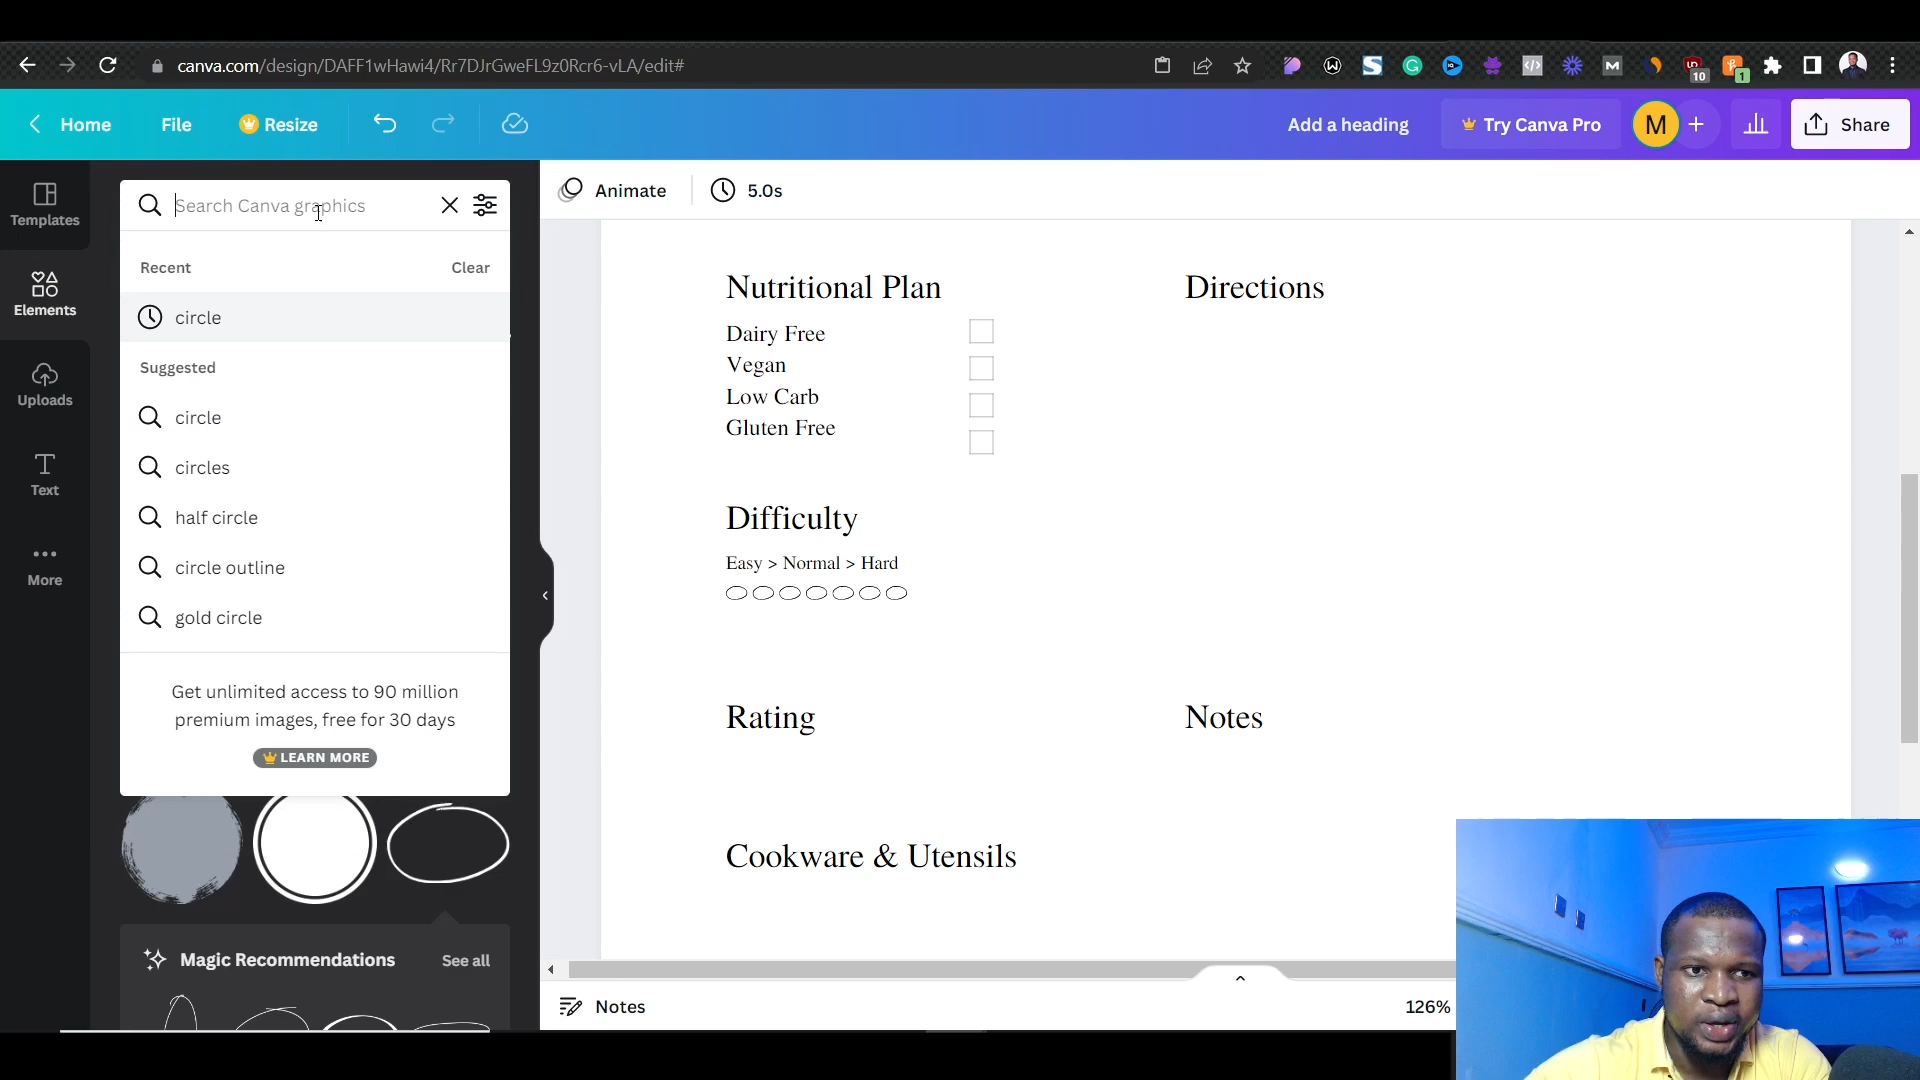 canva.com/design/DAFF1wHawi4/Rr7DJrGweFL9z0Rcr6-vLA/edit#
10
1
Home
File
Resize
Add a heading
Try Canva Pro
M
Share
Templates
Elements
Uploads
Text
More
Search Canva graphics
Recent
Clear
circle
Suggested
circle
circles
half circle
circle outline
gold circle
Get unlimited access to 90 million
premium images, free for 30 days
LEARN MORE
Magic Recommendations
See all
Animate
5.0s
Nutritional Plan
Dairy Free
Vegan
Low Carb
Gluten Free
Directions
Difficulty
Easy > Normal > Hard
Rating
Notes
Cookware & Utensils
Notes
126%